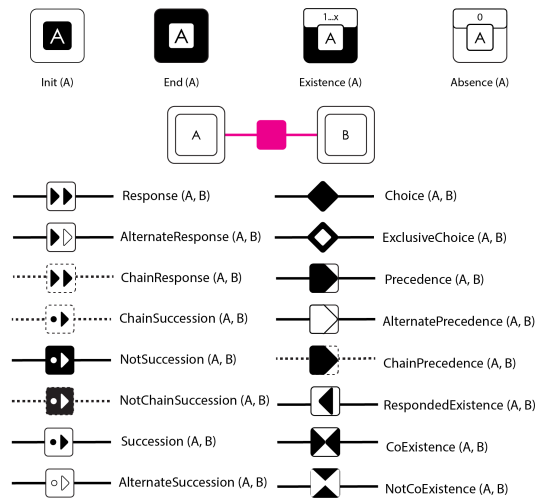 A
A
1...x
A
0
A
Init (A)
End (A)
Existence (A)
Absence (A)
A
B
Response (A, B)
Choice (A, B)
AlternateResponse (A, B)
ExclusiveChoice (A, B)
ChainResponse (A, B)
Precedence (A, B)
ChainSuccession (A, B)
AlternatePrecedence (A, B)
NotSuccession (A, B)
ChainPrecedence (A, B)
NotChainSuccession (A, B)
RespondedExistence (A, B)
Succession (A, B)
CoExistence (A, B)
AlternateSuccession (A, B)
NotCoExistence (A, B)